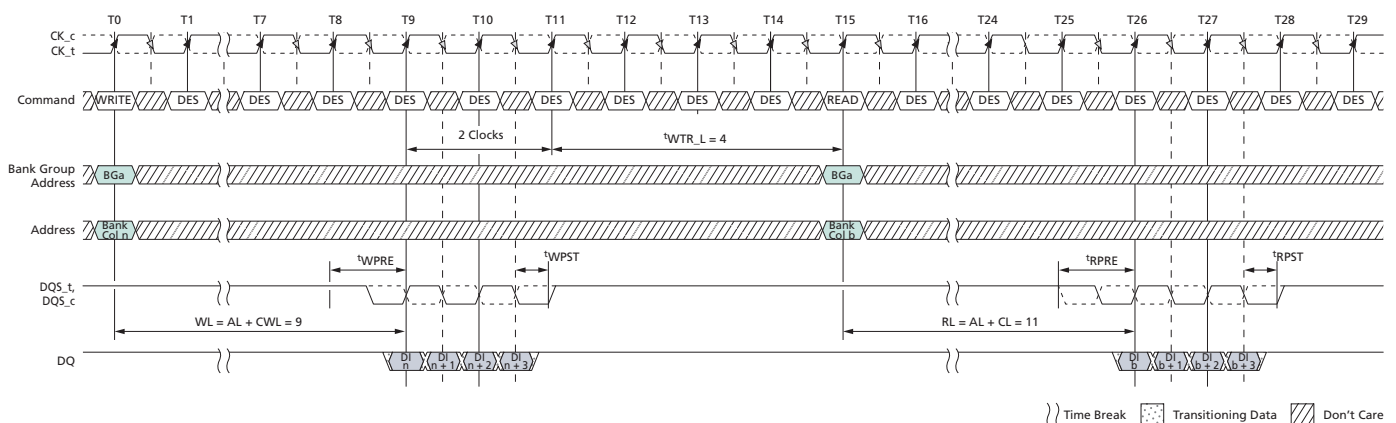 T0 T1 T7 T8 T9 T10 T11 T12 T13 T14 T15 T16 T24 T25 T26 T27 T28 T29
CK_c
CK_t
Command WRITE DES DES DES DES DES DES DES DES DES READ DES DES DES DES DES DES DES
2 Clocks tWTR_L = 4
Bank Group
Address BGa BGa
Address Bank
Col n Bank
Col b
tWPRE tWPST tRPRE tRPST
DQS_t,
DQS_c
WL = AL + CWL = 9 RL = AL + CL = 11
DQ DI
n DI
n + 1 DI
n + 2 DI
n + 3 DI
b DI
b + 1 DI
b + 2 DI
b + 3
Time Break Transitioning Data Don't Care